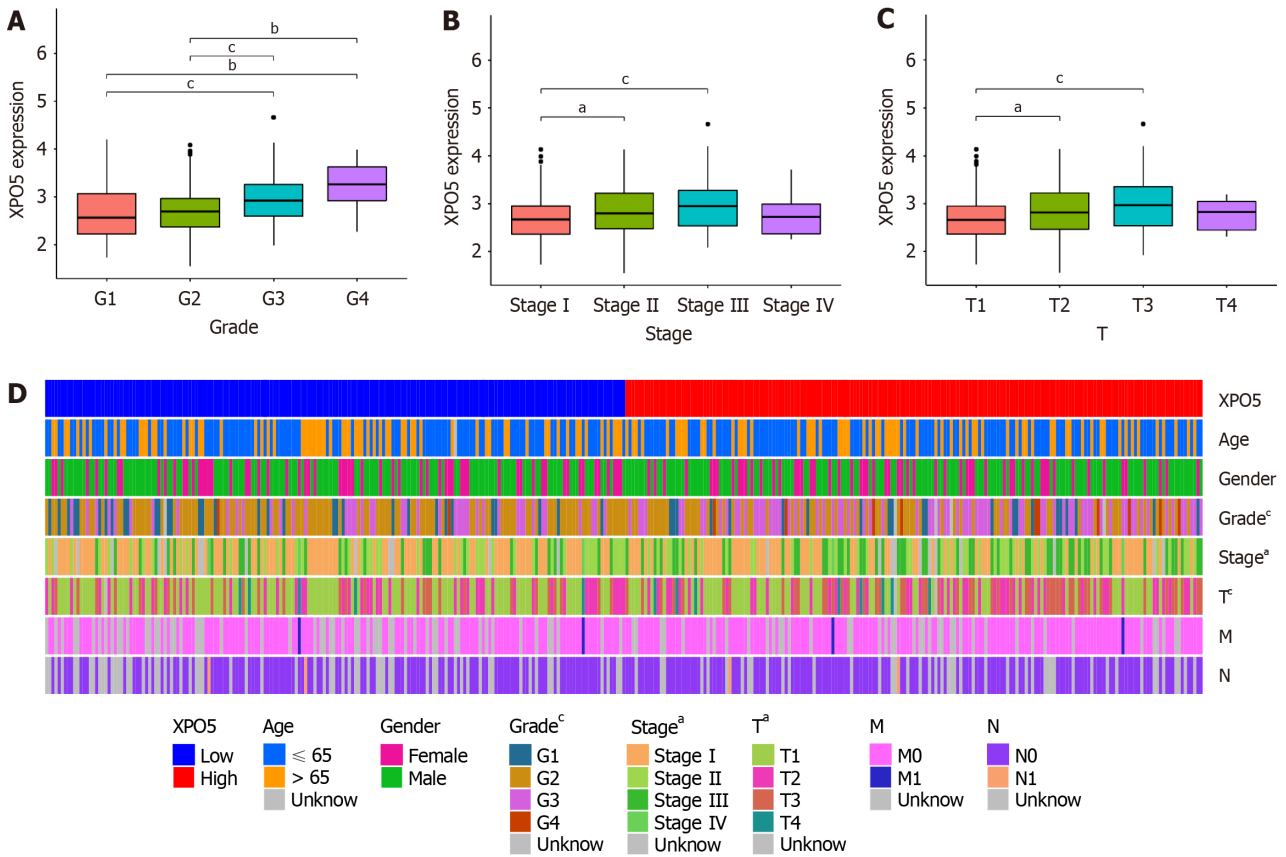 A
XPO5 expression
6
5
4
3
2
b
c
b
c
G1 G2 G3 G4
Grade
B
XPO5 expression
6
5
4
3
2
c
a
Stage I Stage II Stage III Stage IV
Stage
C
XPO5 expression
6
5
4
3
2
c
a
T1 T2 T3 T4
T
D
XPO5
Age
Gender
Grade^c
Stage^a
T^c
M
N
XPO5
Low
High
Age
⩽ 65
> 65
Unknow
Gender
Female
Male
Grade^c
G1
G2
G3
G4
Unknow
Stage^a
Stage I
Stage II
Stage III
Stage IV
Unknow
T^a
T1
T2
T3
T4
Unknow
M
M0
M1
Unknow
N
N0
N1
Unknow